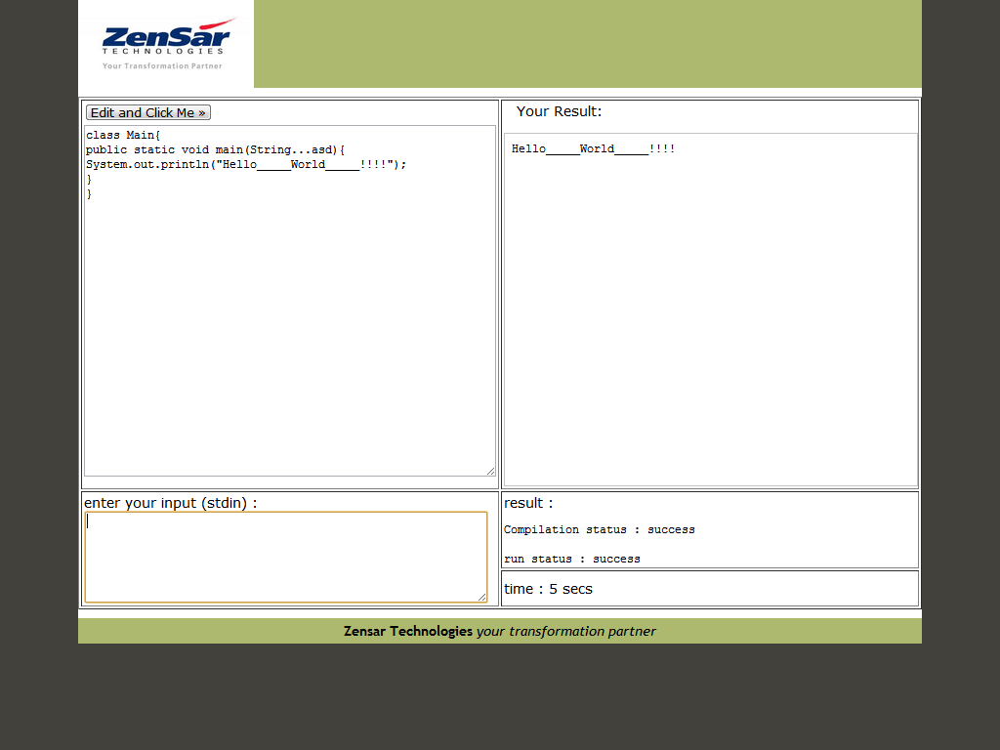 ZenSar
TECHNOLOGIES
Your Transformation Partner
Edit and Click Me »
class Main{
public static void main(String...asd){
System.out.println("Hello_____World_____!!!!");
}
}
Your Result:
Hello_____World_____!!!!
enter your input (stdin) :
result :
Compilation status : success
run status : success
time : 5 secs
Zensar Technologies your transformation partner